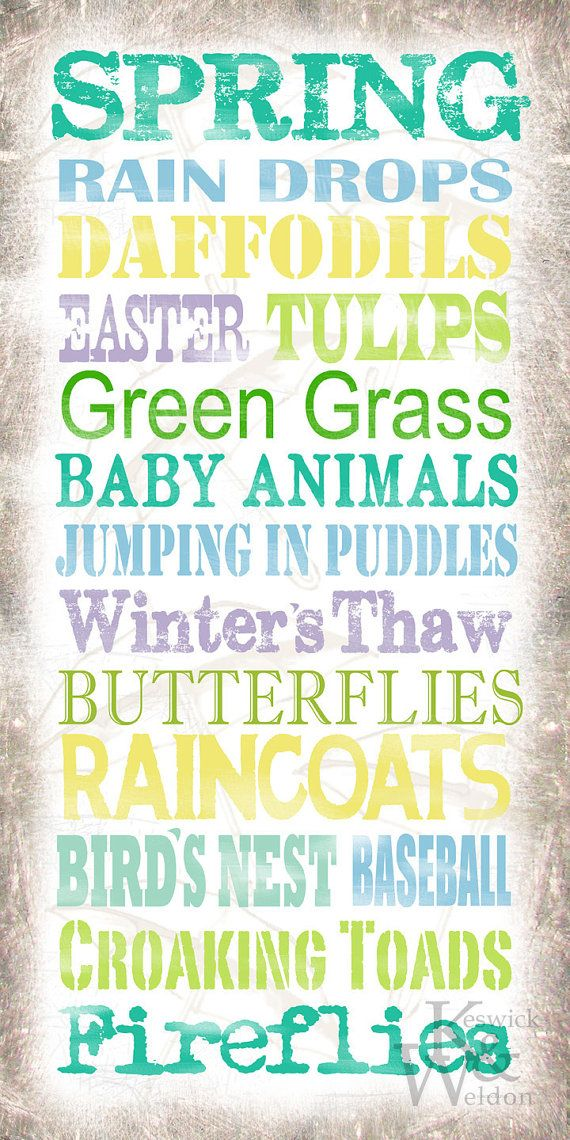 SPRING
RAIN DROPS
DAFFODILS
EASTER TULIPS
Green Grass
BABY ANIMALS
JUMPING IN PUDDLES
Winter's Thaw
BUTTERFLIES
RAINCOATS
BIRD'S NEST BASEBALL
CROAKING TOADS
Fireflies
Keswick
&
Weldon